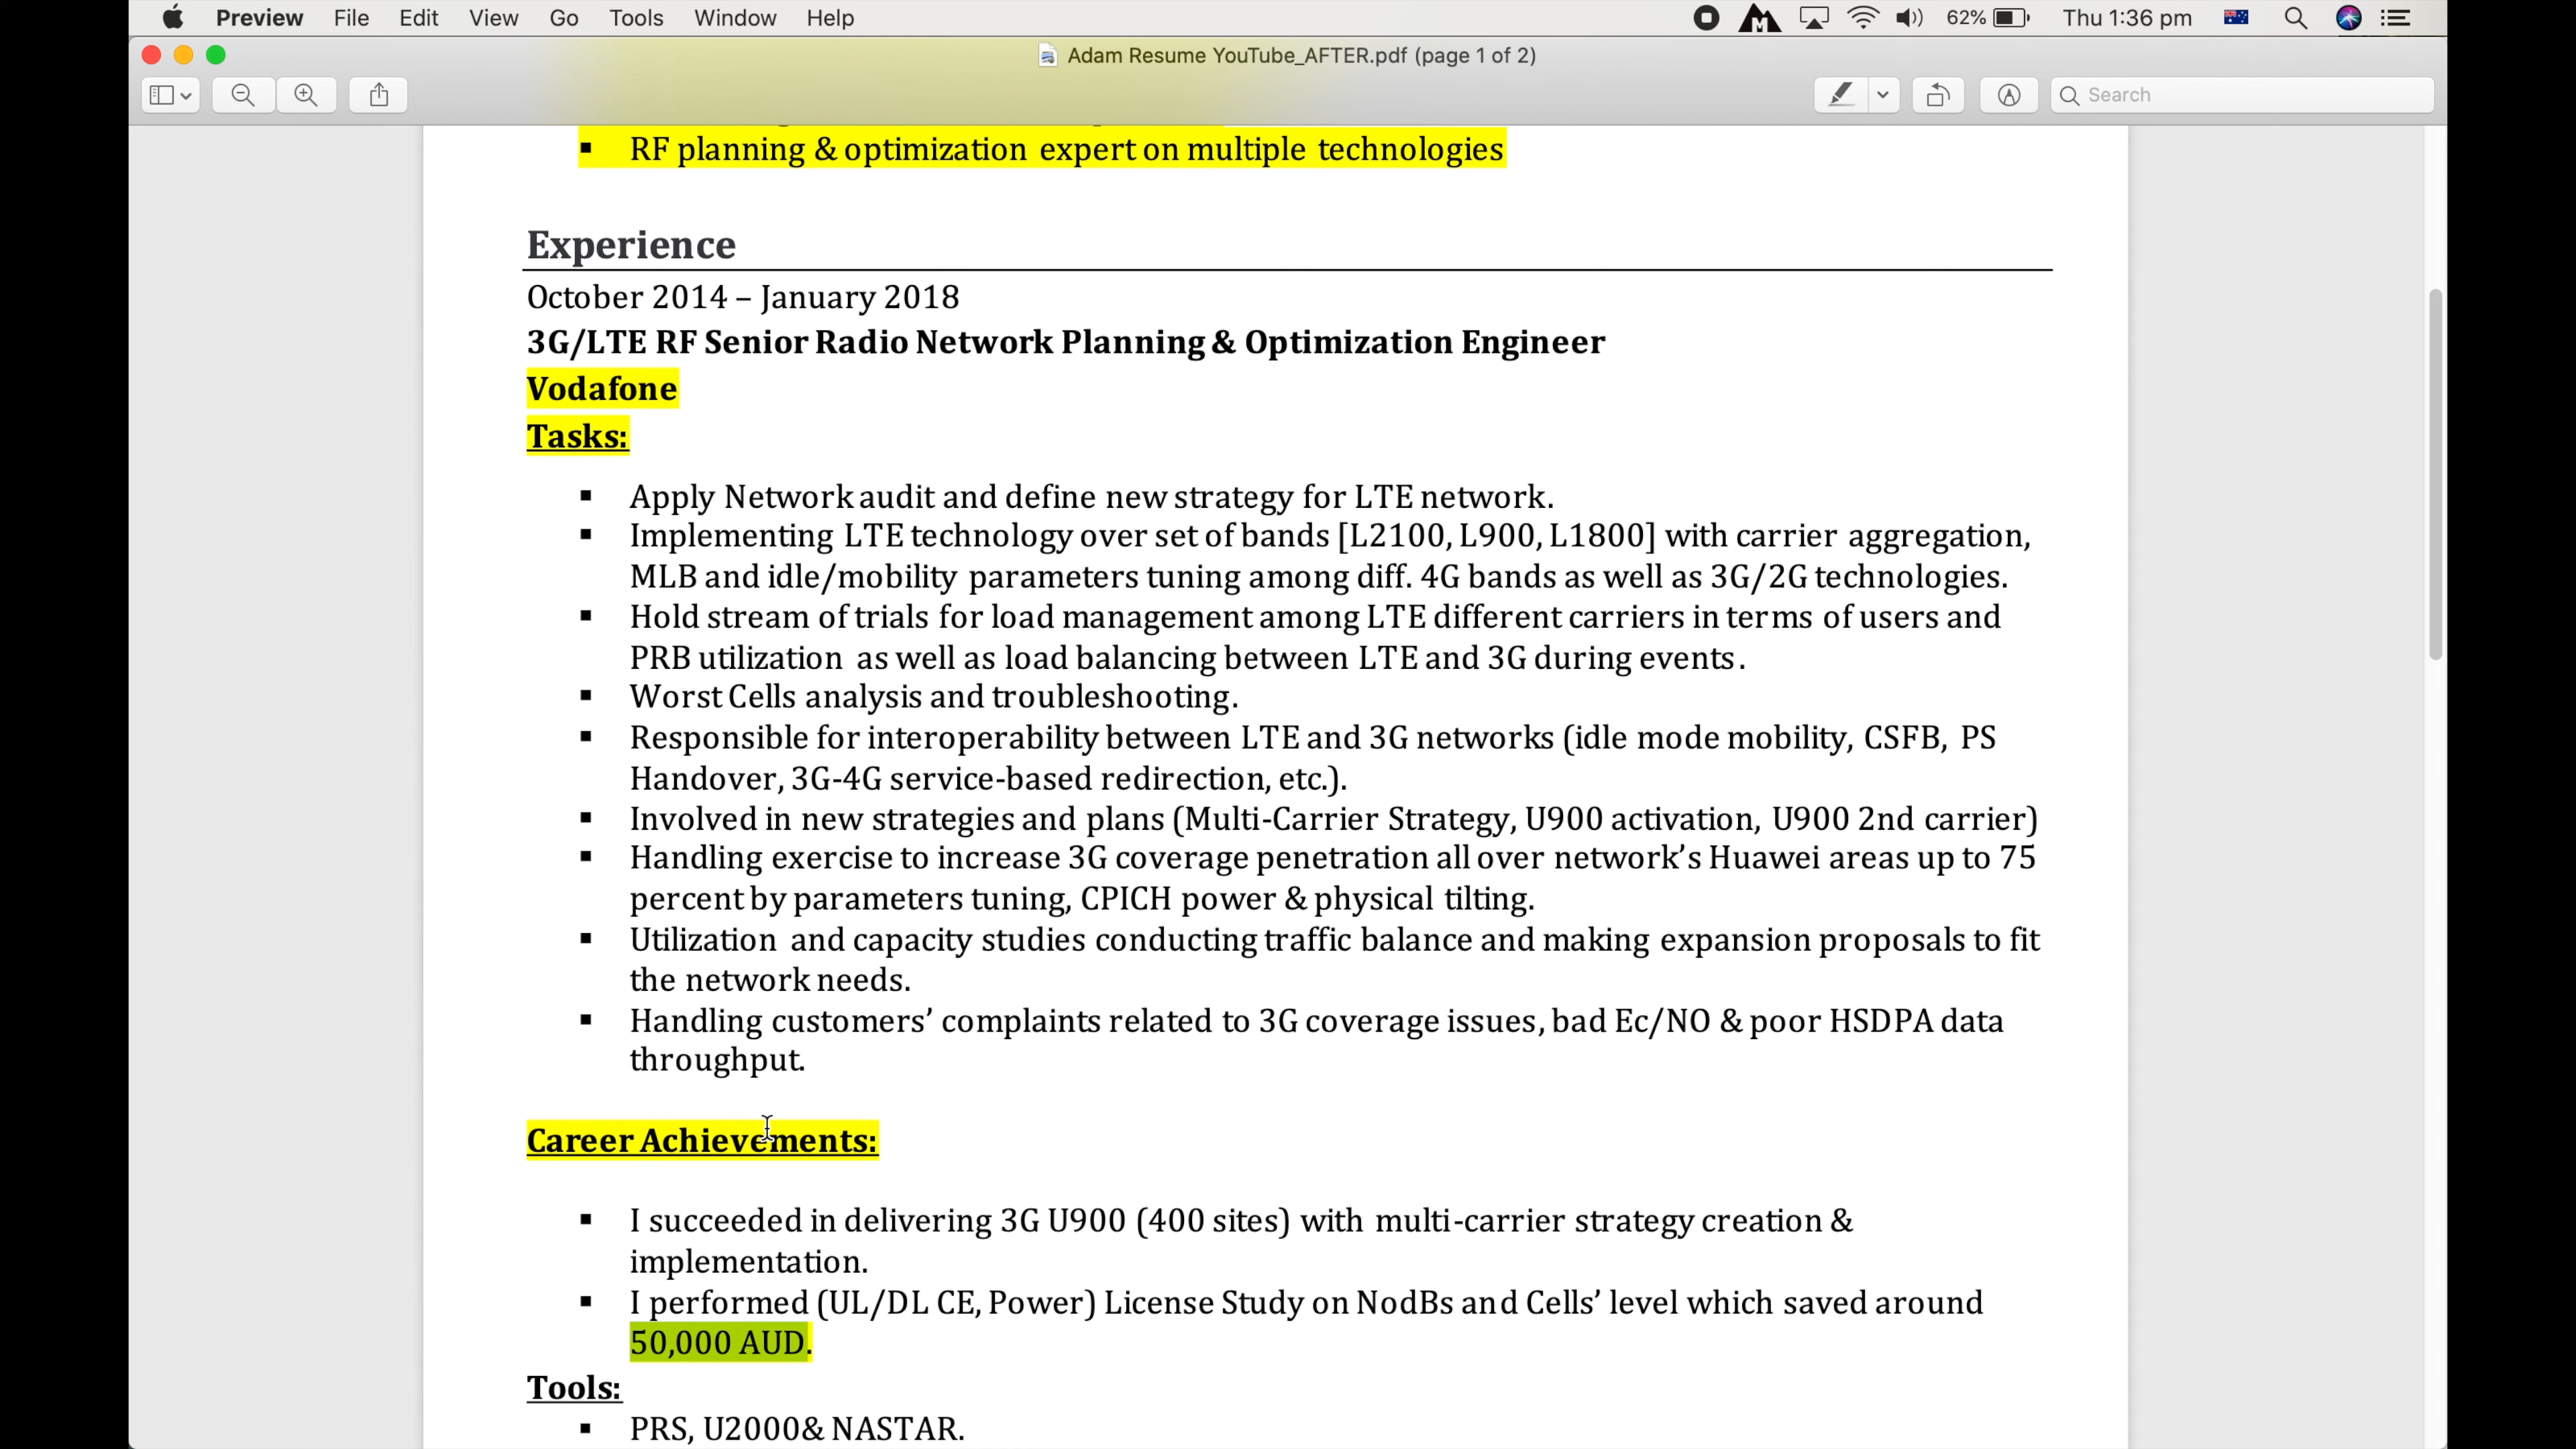 Preview File Edit View Go Tools Window Help 62% Thu 1:36 pm
Adam Resume YouTube_AFTER.pdf (page 1 of 2)
Search
▪ RF planning & optimization expert on multiple technologies
Experience
October 2014 – January 2018
3G/LTE RF Senior Radio Network Planning & Optimization Engineer
Vodafone
Tasks:
▪ Apply Network audit and define new strategy for LTE network.
▪ Implementing LTE technology over set of bands [L2100, L900, L1800] with carrier aggregation,
MLB and idle/mobility parameters tuning among diff. 4G bands as well as 3G/2G technologies.
▪ Hold stream of trials for load management among LTE different carriers in terms of users and
PRB utilization as well as load balancing between LTE and 3G during events.
▪ Worst Cells analysis and troubleshooting.
▪ Responsible for interoperability between LTE and 3G networks (idle mode mobility, CSFB, PS
Handover, 3G-4G service-based redirection, etc.).
▪ Involved in new strategies and plans (Multi-Carrier Strategy, U900 activation, U900 2nd carrier)
▪ Handling exercise to increase 3G coverage penetration all over network’s Huawei areas up to 75
percent by parameters tuning, CPICH power & physical tilting.
▪ Utilization and capacity studies conducting traffic balance and making expansion proposals to fit
the network needs.
▪ Handling customers’ complaints related to 3G coverage issues, bad Ec/NO & poor HSDPA data
throughput.
Career Achievements:
▪ I succeeded in delivering 3G U900 (400 sites) with multi-carrier strategy creation &
implementation.
▪ I performed (UL/DL CE, Power) License Study on NodBs and Cells’ level which saved around
50,000 AUD.
Tools:
▪ PRS, U2000& NASTAR.